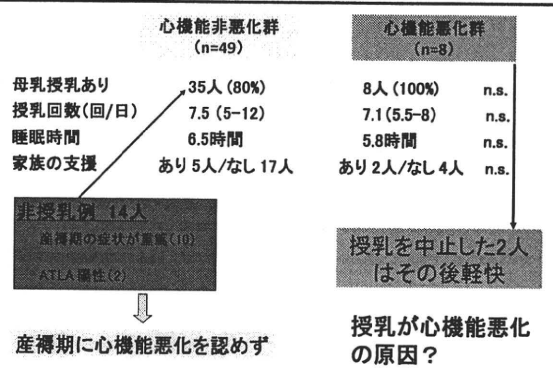 心機能非悪化群
(n=49)
心機能悪化群
(n=8)
母乳授乳あり 35人(80%) 8人(100%) n.s.
授乳回数(回/日) 7.5(5-12) 7.1(5.5-8) n.s.
睡眠時間 6.5時間 5.8時間 n.s.
家族の支援 あり 5人/なし 17人 あり 2人/なし 4人 n.s.
非授乳例 14人
産褥期の症状が重篤(10)
ATLA 陽性(2)
授乳を中止した2人
はその後軽快
産褥期に心機能悪化を認めず
授乳が心機能悪化
の原因?